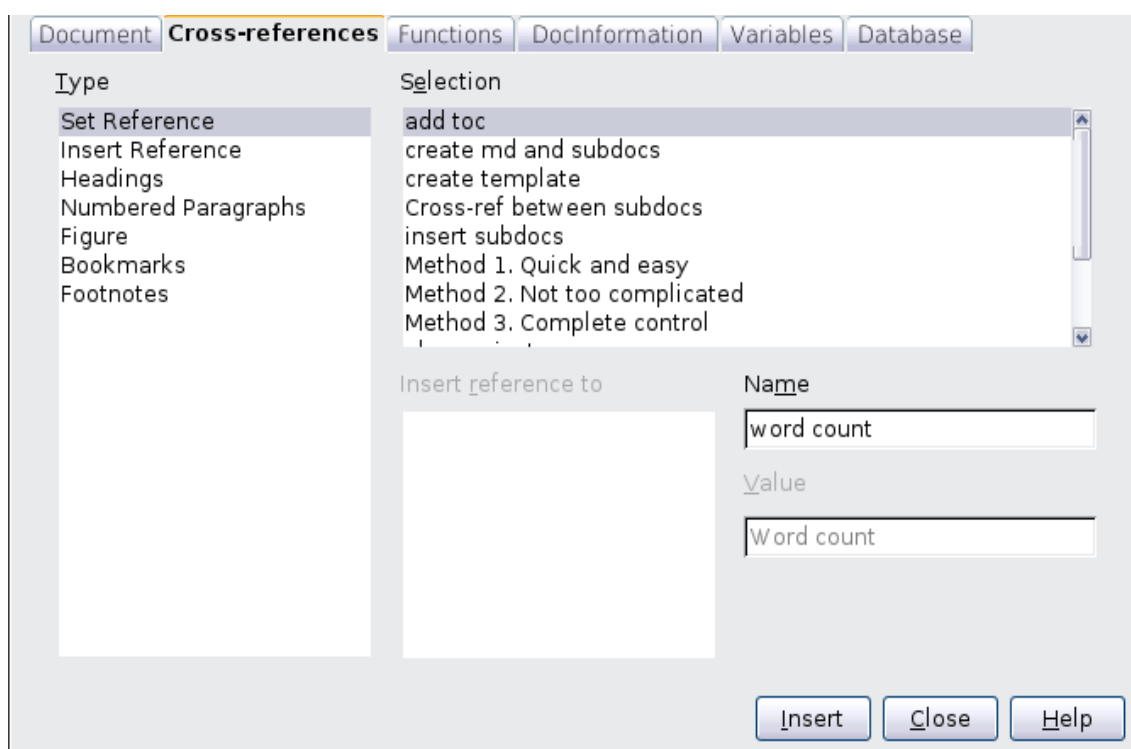 Document Cross-references Functions DocInformation Variables Database
Type
Selection
Set Reference
Insert Reference
Headings
Numbered Paragraphs
Figure
Bookmarks
Footnotes
add toc
create md and subdocs
create template
Cross-ref between subdocs
insert subdocs
Method 1. Quick and easy
Method 2. Not too complicated
Method 3. Complete control
Insert reference to
Name
word count
Value
Word count
Insert Close Help